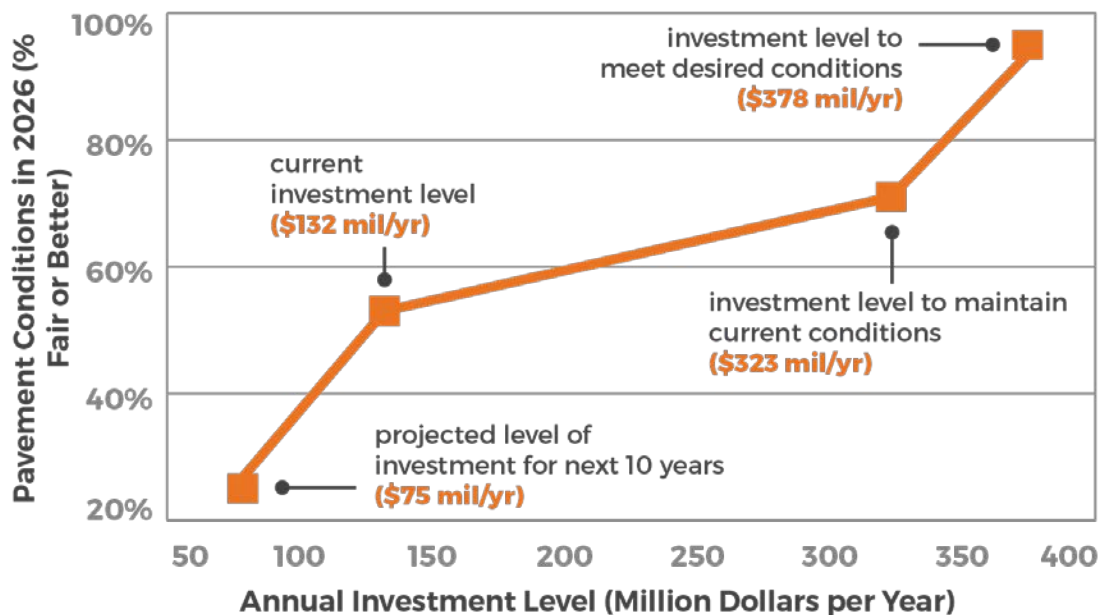 Pavement Conditions in 2026 (%
Fair or Better)
100%
80%
60%
40%
20%
investment level to
meet desired conditions
($378 mil/yr)
current
investment level
($132 mil/yr)
investment level to maintain
current conditions
($323 mil/yr)
projected level of
investment for next 10 years
($75 mil/yr)
50 100 150 200 250 300 350 400
Annual Investment Level (Million Dollars per Year)